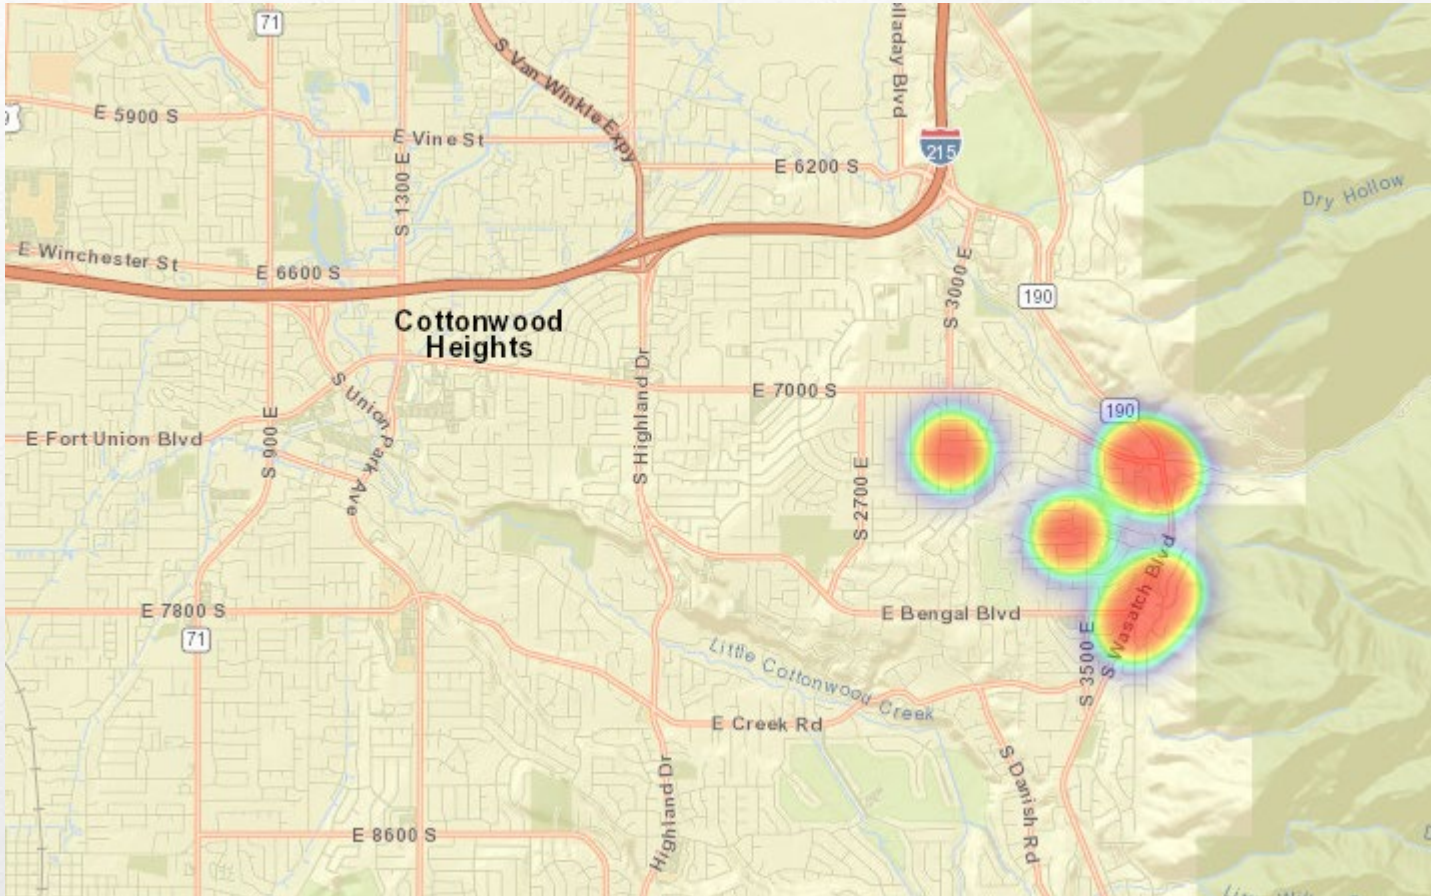 71
olladay Blvd
S Van Winkle Expy
E 5900 S
9
E Vine St
215
E 6200 S
S 1300 E
Dry Hollow
E Winchester St
E 6600 S
S 3000 E
190
Cottonwood
Heights
E 7000 S
S Union Park Ave
190
S Highland Dr
E Fort Union Blvd
S 900 E
S 2700 E
S Wasatch Blvd
E 7800 S
E Bengal Blvd
71
Little Cottonwood Creek
S 3500 E
E Creek Rd
S Danish Rd
Highland Dr
E 8600 S